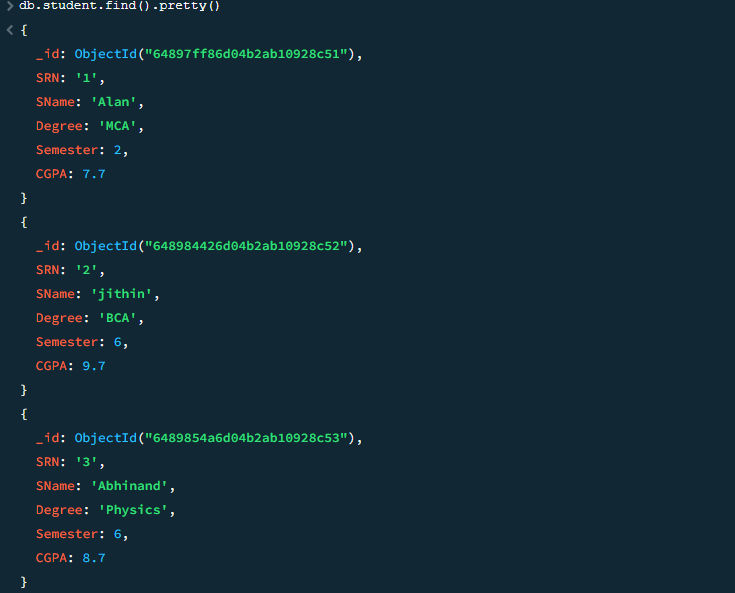 > db.student.find().pretty()
< {
_id: ObjectId("64897ff86d04b2ab10928c51"),
SRN: '1',
SName: 'Alan',
Degree: 'MCA',
Semester: 2,
CGPA: 7.7
}
{
_id: ObjectId("648984426d04b2ab10928c52"),
SRN: '2',
SName: 'jithin',
Degree: 'BCA',
Semester: 6,
CGPA: 9.7
}
{
_id: ObjectId("6489854a6d04b2ab10928c53"),
SRN: '3',
SName: 'Abhinand',
Degree: 'Physics',
Semester: 6,
CGPA: 8.7
}